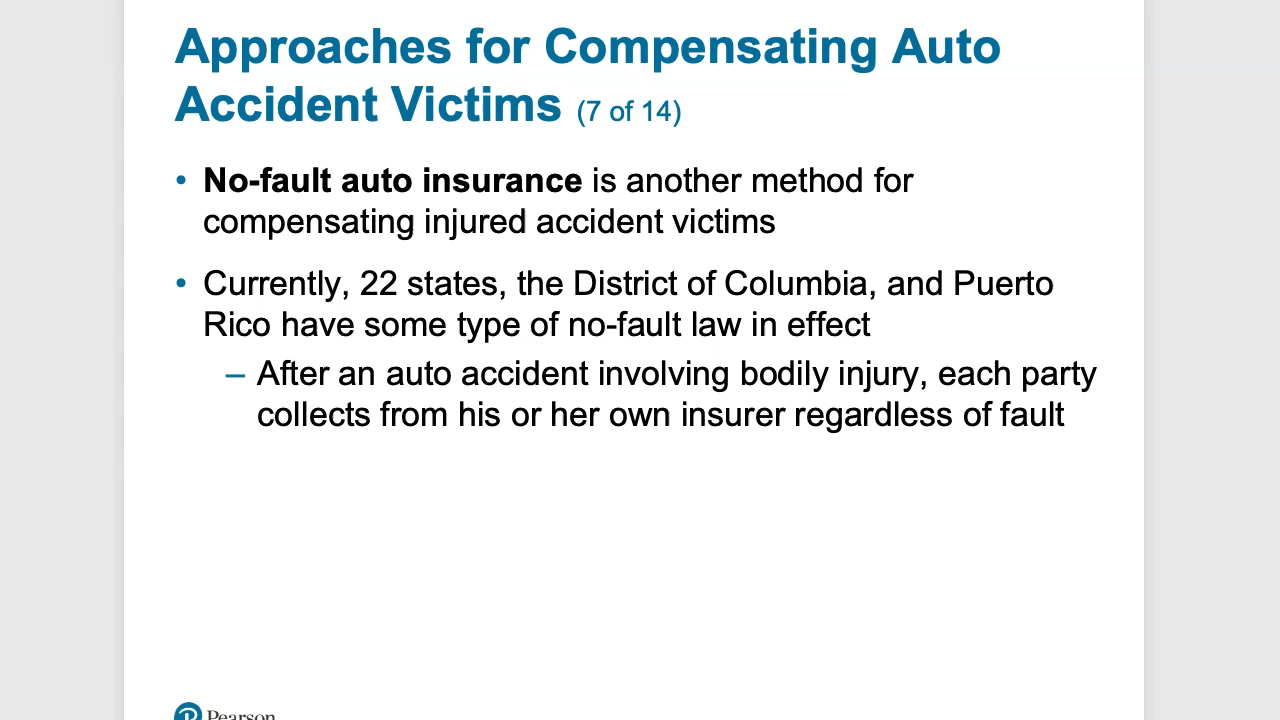 Approaches for Compensating Auto
Accident Victims (7 of 14)
• No-fault auto insurance is another method for
compensating injured accident victims
• Currently, 22 states, the District of Columbia, and Puerto
Rico have some type of no-fault law in effect
– After an auto accident involving bodily injury, each party
collects from his or her own insurer regardless of fault
Pearson